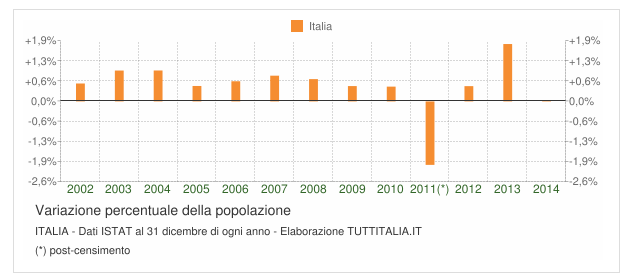 Italia
+1,9% +1,9%
+1,3% +1,3%
+0,6% +0,6%
0,0% 0,0%
-0,6% -0,6%
-1,3% -1,3%
-1,9% -1,9%
-2,6% -2,6%
2002 2003 2004 2005 2006 2007 2008 2009 2010 2011(*) 2012 2013 2014
Variazione percentuale della popolazione
ITALIA - Dati ISTAT al 31 dicembre di ogni anno - Elaborazione TUTTITALIA.IT
(*) post-censimento